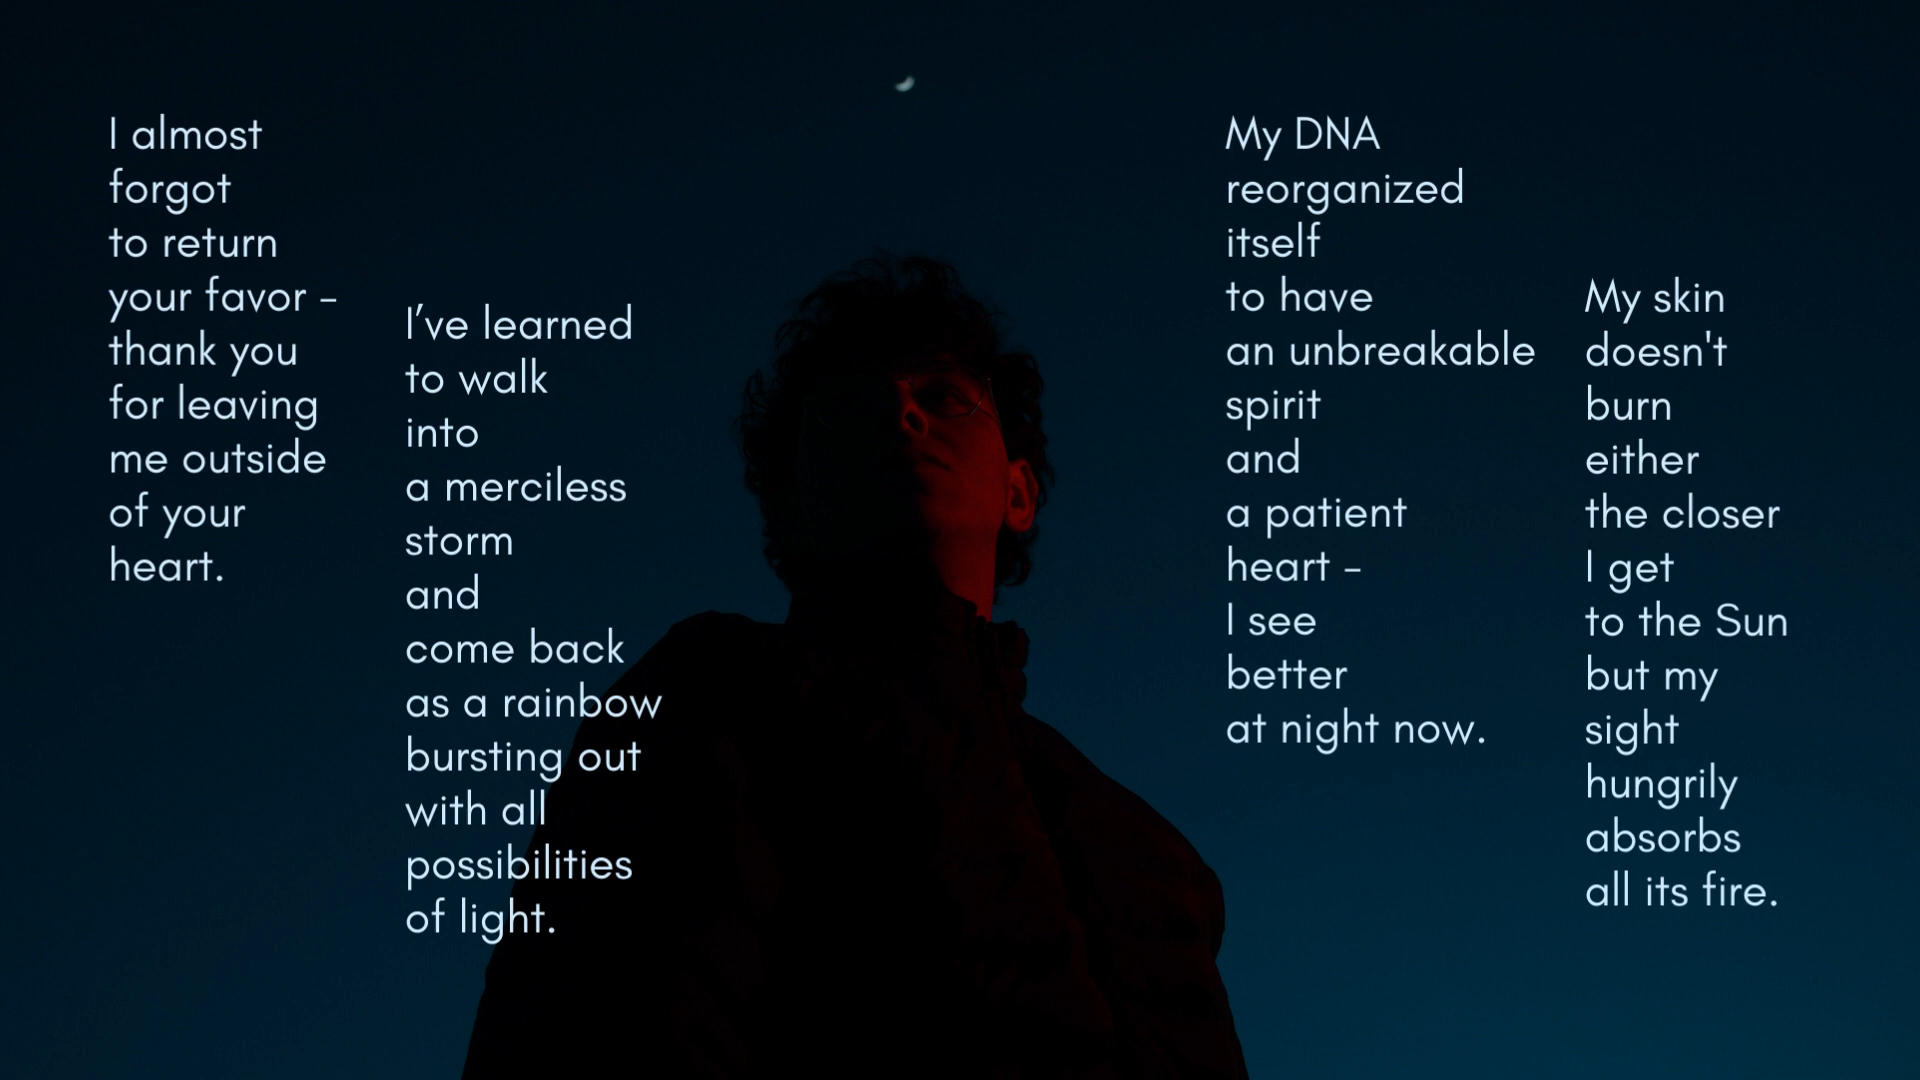 I almost
forgot
to return
your favor -
thank you
for leaving
me outside
of your
heart.
I’ve learned
to walk
into
a merciless
storm
and
come back
as a rainbow
bursting out
with all
possibilities
of light.
My DNA
reorganized
itself
to have
an unbreakable
spirit
and
a patient
heart -
I see
better
at night now.
My skin
doesn't
burn
either
the closer
I get
to the Sun
but my
sight
hungrily
absorbs
all its fire.